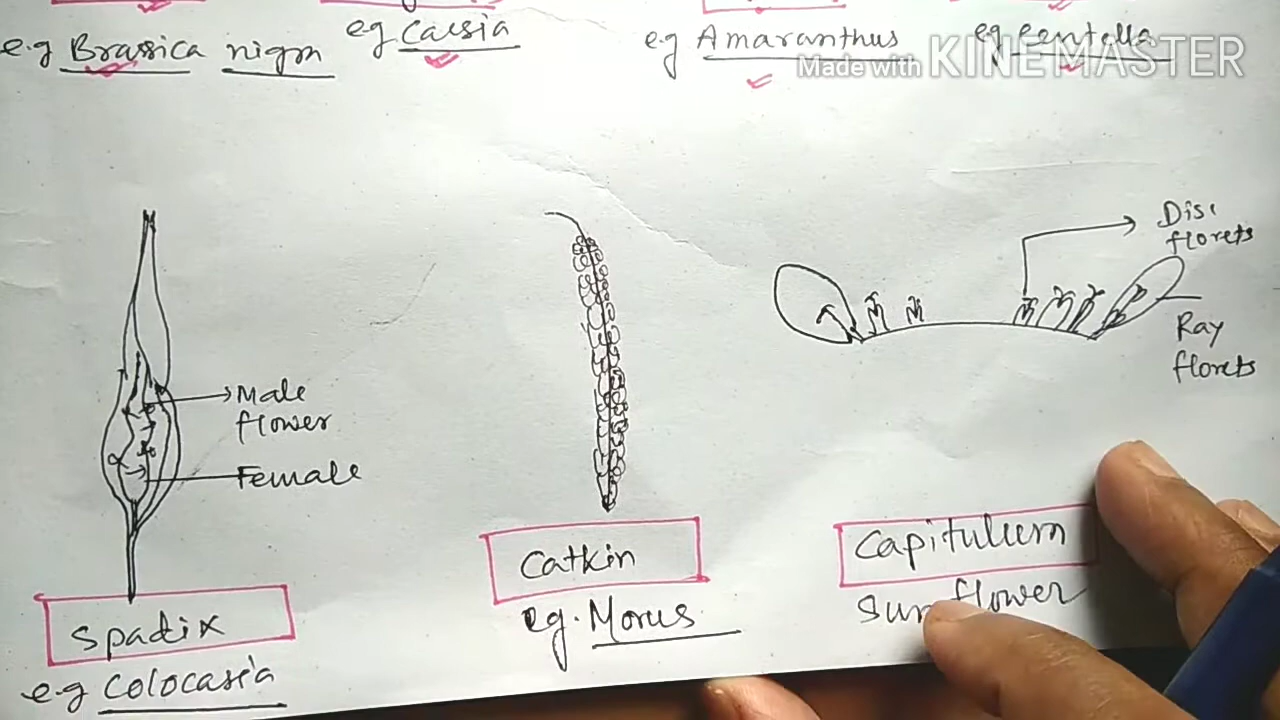 e.g Brassica nigra
eg Cassia
e.g Amaranthus
eg Centella
Made with KINEMASTER
Disc
florets
Ray
florets
Male
flower
Female
Spadix
e.g Colocasia
Catkin
eg. Morus
Capitulum
Sunflower